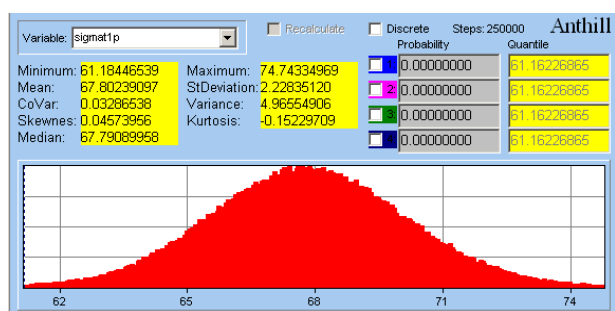 Variable: sigmat1p Recalculate Discrete Steps: 250000 Anthill
Probability Quantile
Minimum: 61.18446539 Maximum: 74.74334969 1 0.00000000 61.16226865
Mean: 67.80239097 StDeviation: 2.22835120 2 0.00000000 61.16226865
CoVar: 0.03286538 Variance: 4.96554906 3 0.00000000 61.16226865
Skewnes: 0.04573956 Kurtosis: -0.15229709 4 0.00000000 61.16226865
Median: 67.79089958
62 65 68 71 74